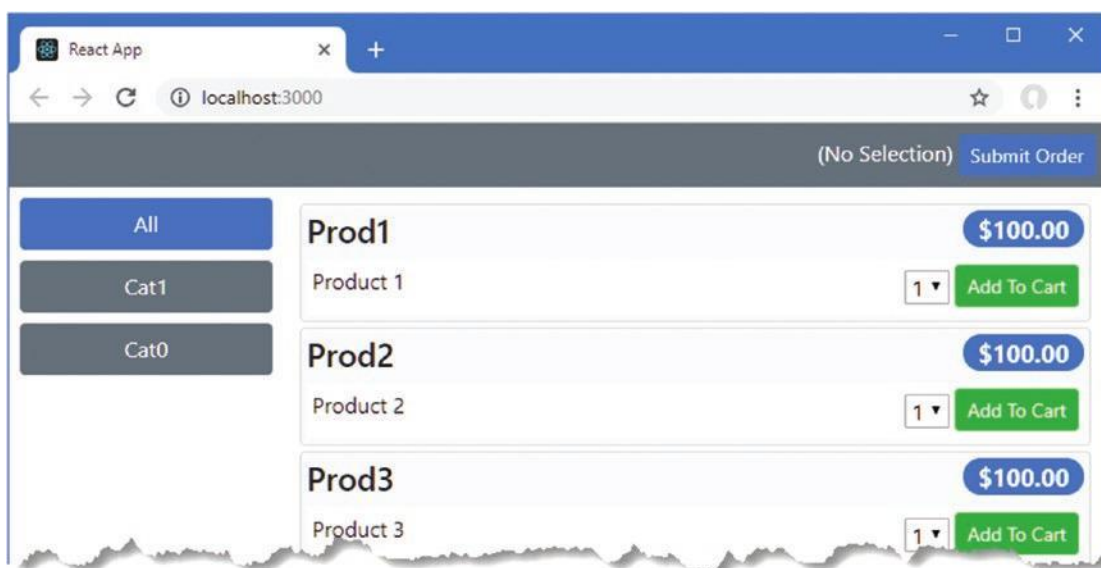 React App
localhost:3000
(No Selection) Submit Order
All
Cat1
Cat0
Prod1 $100.00
Product 1 1 Add To Cart
Prod2 $100.00
Product 2 1 Add To Cart
Prod3 $100.00
Product 3 1 Add To Cart